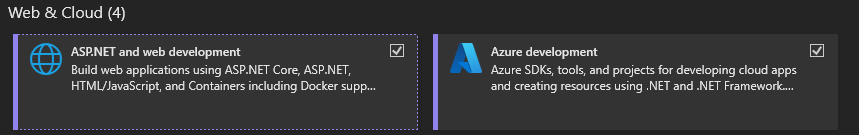 Web & Cloud (4)
ASP.NET and web development
Build web applications using ASP.NET Core, ASP.NET,
HTML/JavaScript, and Containers including Docker supp...
Azure development
Azure SDKs, tools, and projects for developing cloud apps
and creating resources using .NET and .NET Framework....